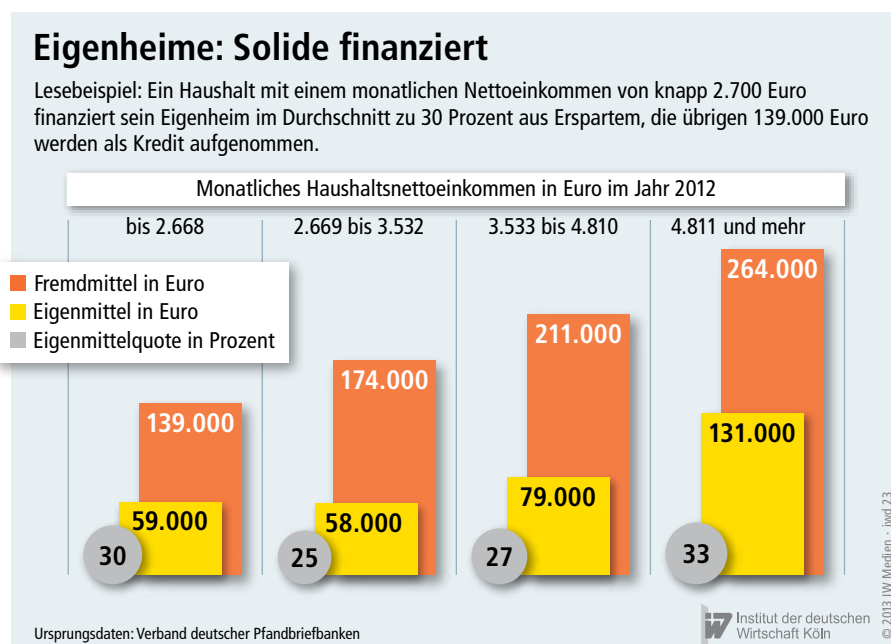 Eigenheime: Solide finanziert
Lesebeispiel: Ein Haushalt mit einem monatlichen Nettoeinkommen von knapp 2.700 Euro
finanziert sein Eigenheim im Durchschnitt zu 30 Prozent aus Erspartem, die übrigen 139.000 Euro
werden als Kredit aufgenommen.
Monatliches Haushaltsnettoeinkommen in Euro im Jahr 2012
bis 2.668
2.669 bis 3.532
3.533 bis 4.810
4.811 und mehr
Fremdmittel in Euro
Eigenmittel in Euro
Eigenmittelquote in Prozent
139.000
59.000
30
174.000
58.000
25
211.000
79.000
27
264.000
131.000
33
Ursprungsdaten: Verband deutscher Pfandbriefbanken
iw
Institut der deutschen
Wirtschaft Köln
© 2013 IW Medien · iwd 23